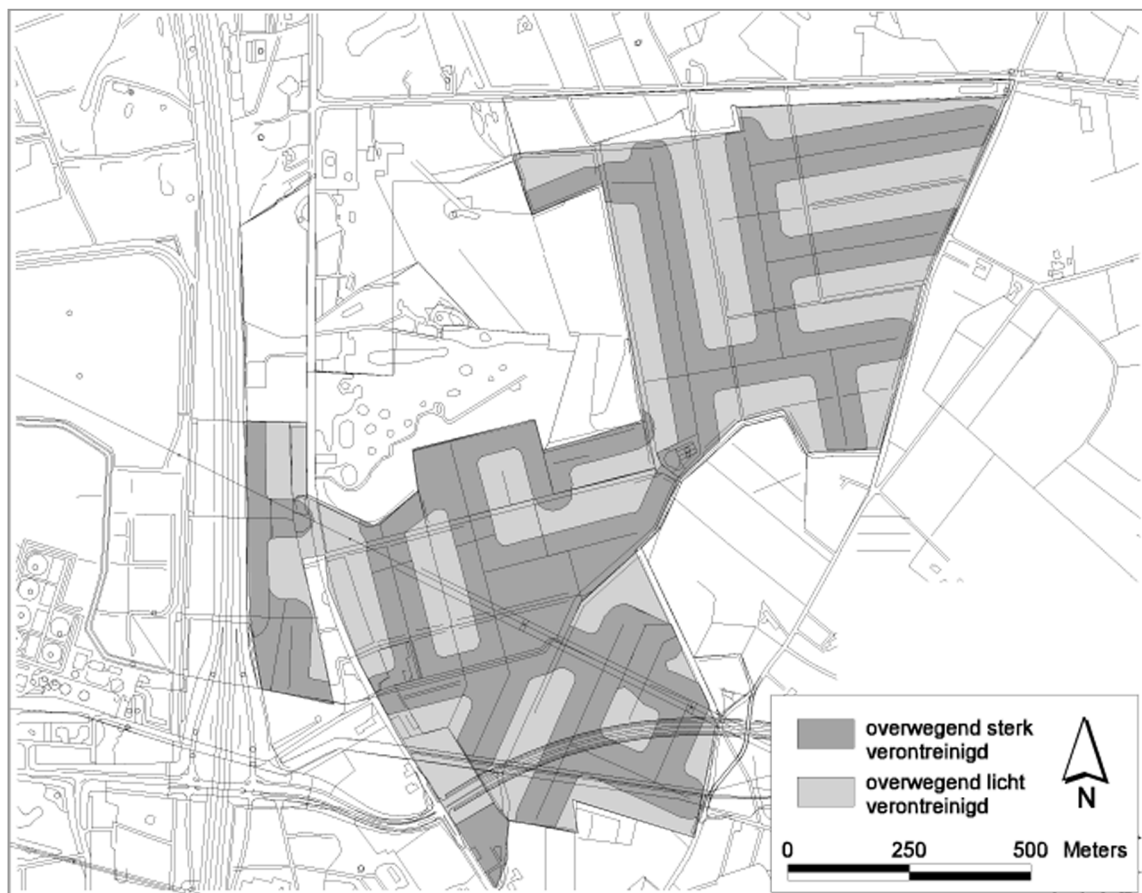 overwegend sterk
verontreinigd
overwegend licht
verontreinigd
N
0 250 500 Meters